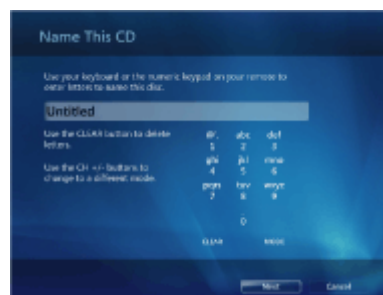 Name This CD
Use your keyboard or the numeric keypad on your remote to
enter letters to name this disc.
Untitled
Use the CLEAR button to delete
letters.
Use the CH +/- buttons to
change to a different mode.
abc def
1 2 3
ghi jkl mno
4 5 6
pqrs tuv wxyz
7 8 9
0
CLEAR MODE
Next Cancel